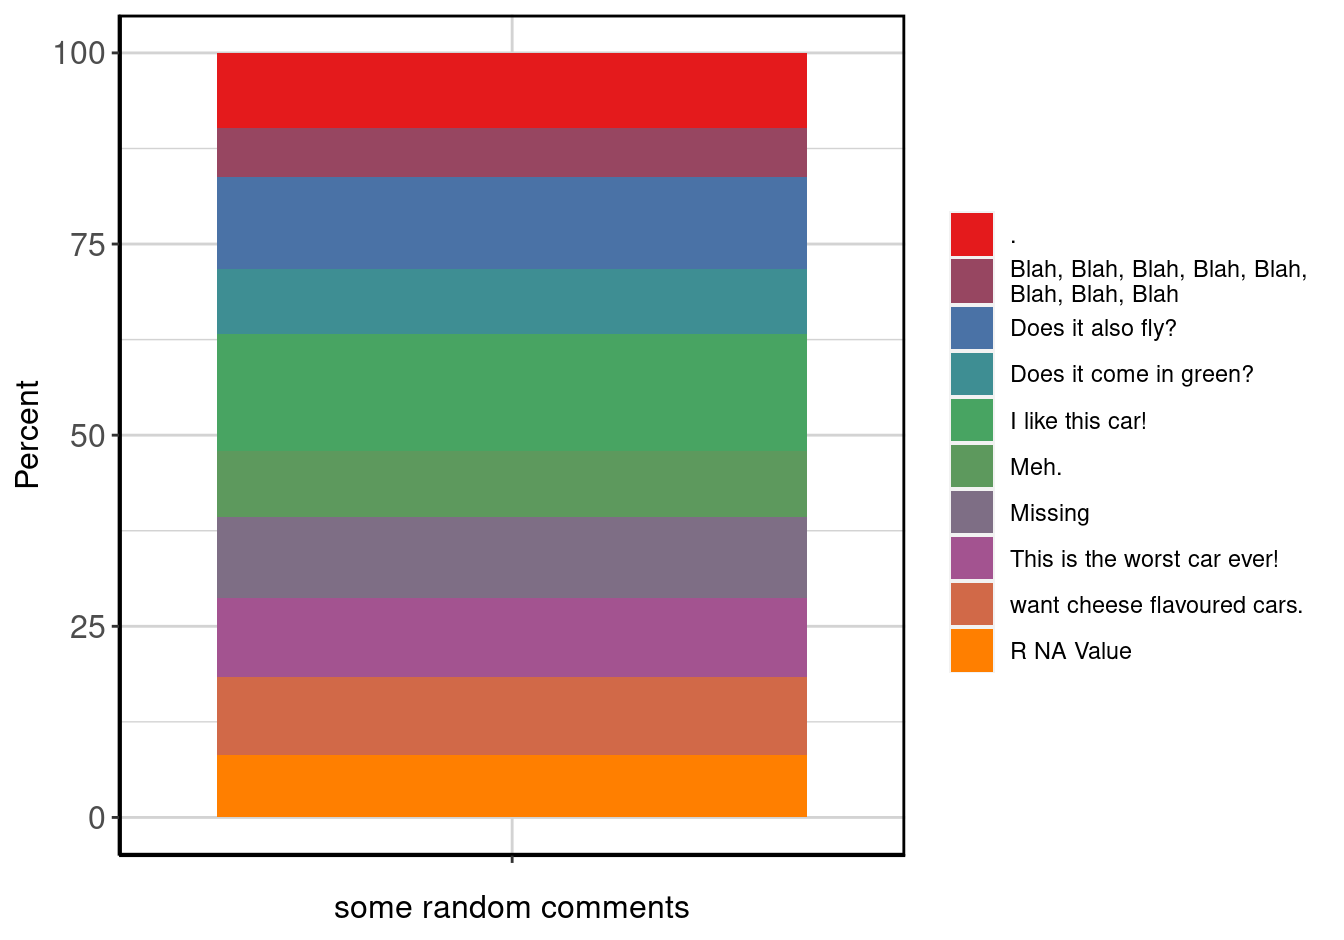 100
75
50
25
0
Percent
some random comments
.
Blah, Blah, Blah, Blah, Blah,
Blah, Blah, Blah
Does it also fly?
Does it come in green?
I like this car!
Meh.
Missing
This is the worst car ever!
want cheese flavoured cars.
R NA Value